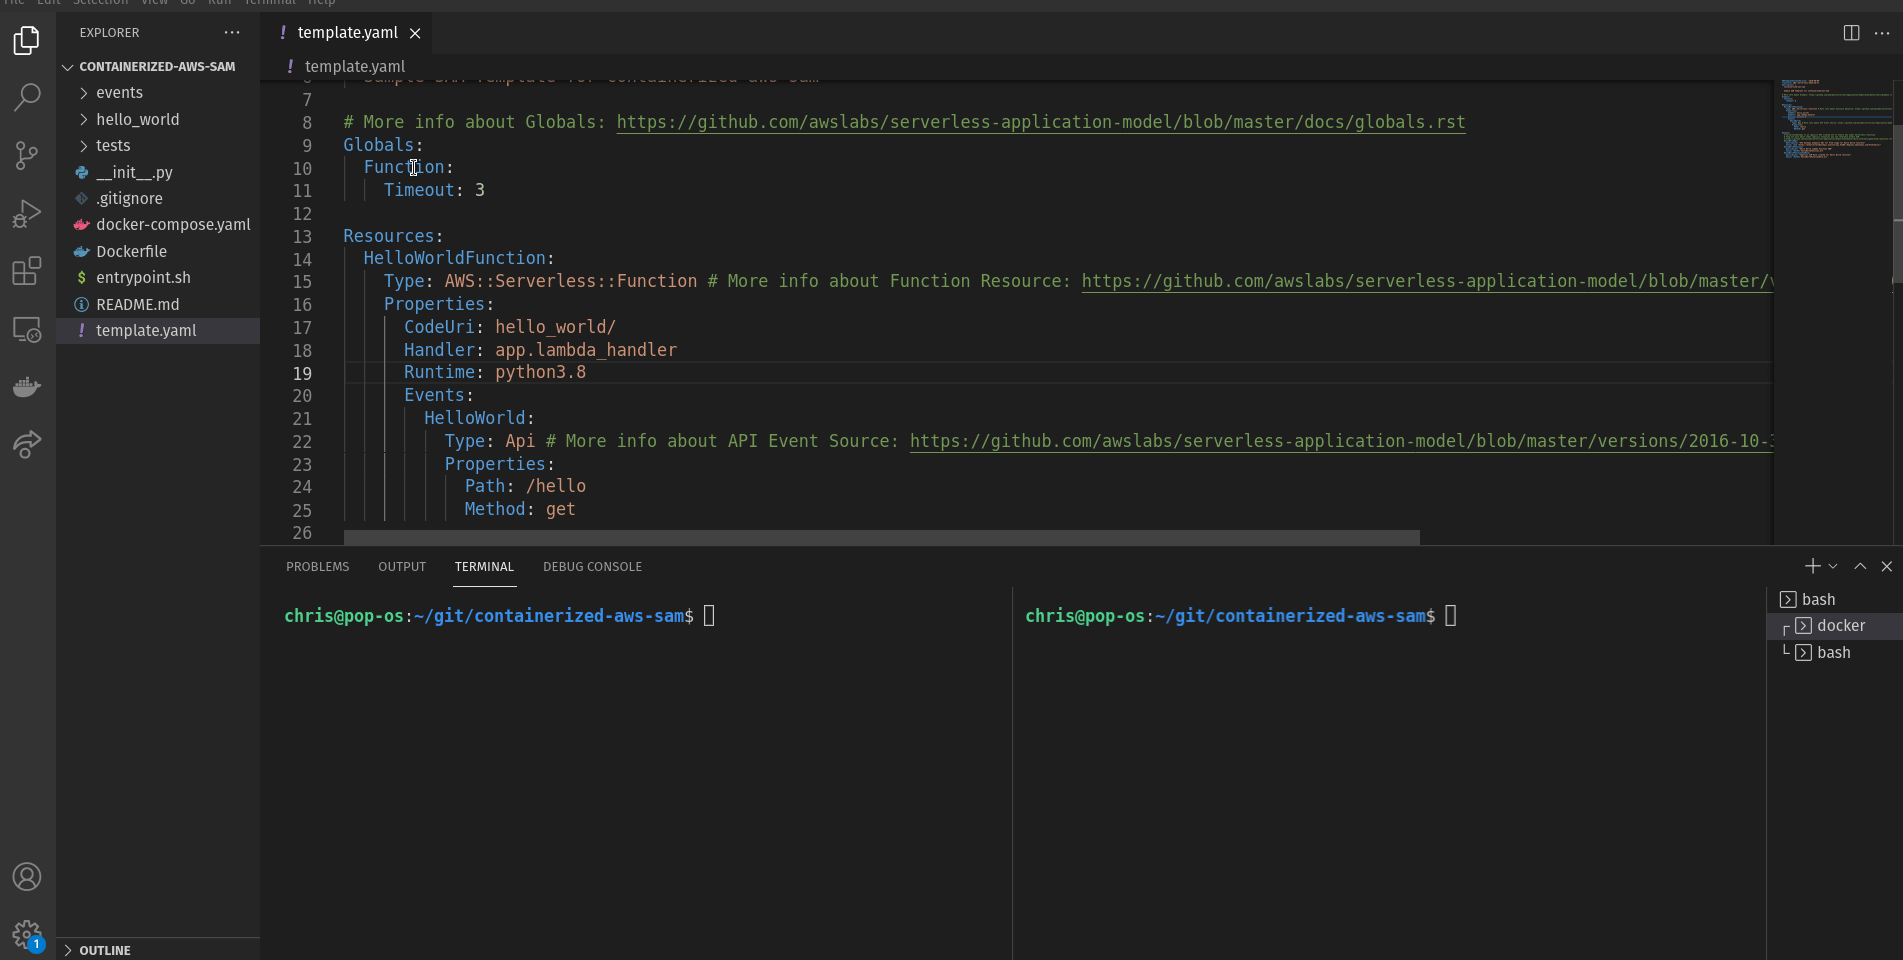 File Edit Selection View Go Run Terminal Help
EXPLORER
CONTAINERIZED-AWS-SAM
events
hello_world
tests
__init__.py
.gitignore
docker-compose.yaml
Dockerfile
entrypoint.sh
README.md
template.yaml
OUTLINE
1
template.yaml
template.yaml
6 Sample SAM Template for containerized-aws-sam
7
8 # More info about Globals: https://github.com/awslabs/serverless-application-model/blob/master/docs/globals.rst
9 Globals:
10 Function:
11 Timeout: 3
12
13 Resources:
14 HelloWorldFunction:
15 Type: AWS::Serverless::Function # More info about Function Resource: https://github.com/awslabs/serverless-application-model/blob/master/v
16 Properties:
17 CodeUri: hello_world/
18 Handler: app.lambda_handler
19 Runtime: python3.8
20 Events:
21 HelloWorld:
22 Type: Api # More info about API Event Source: https://github.com/awslabs/serverless-application-model/blob/master/versions/2016-10-3
23 Properties:
24 Path: /hello
25 Method: get
26
PROBLEMS OUTPUT TERMINAL DEBUG CONSOLE
chris@pop-os:~/git/containerized-aws-sam$
chris@pop-os:~/git/containerized-aws-sam$
bash
docker
bash